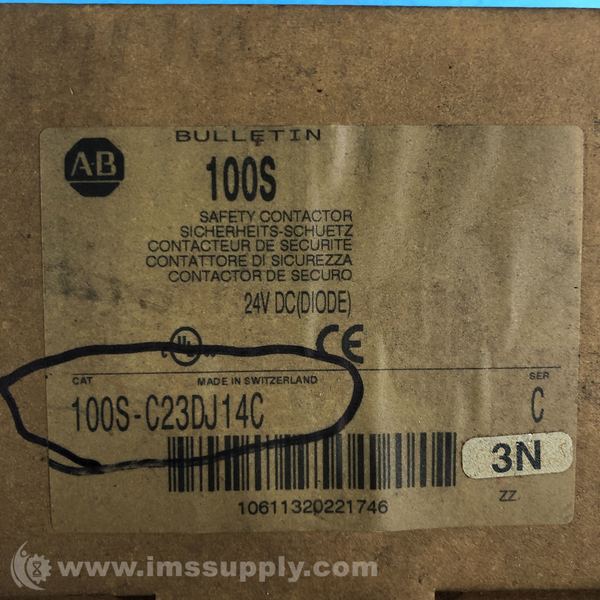 A-B
BULLETIN
100S
SAFETY CONTACTOR
SICHERHEITS-SCHUETZ
CONTACTEUR DE SECURITE
CONTATTORE DI SICUREZZA
CONTACTOR DE SECURO
24V DC(DIODE)
UL CE
CAT MADE IN SWITZERLAND SER
100S-C23DJ14C C
3N
10611320221746 ZZ
www.imssupply.com